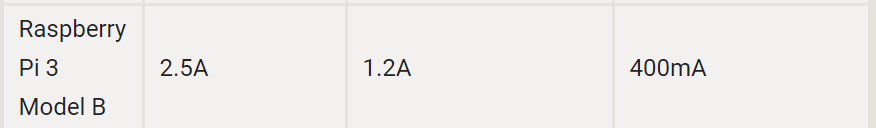 Raspberry
Pi 3
Model B
2.5A
1.2A
400mA